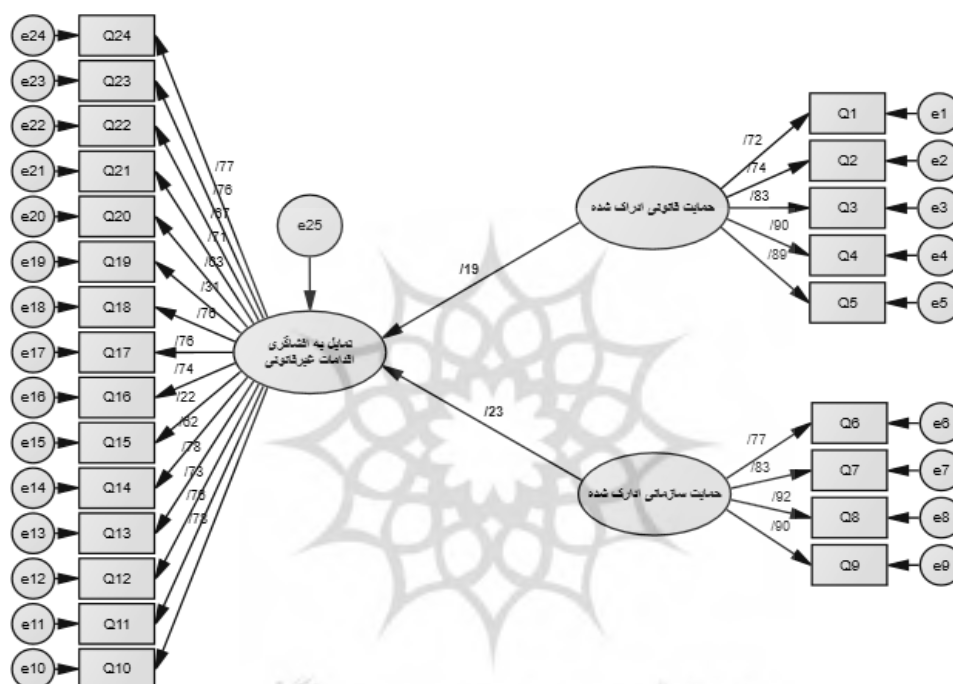 e24
Q24
e23
Q23
e22
Q22
e21
Q21
e20
Q20
e19
Q19
e18
Q18
e17
Q17
e16
Q16
e15
Q15
e14
Q14
e13
Q13
e12
Q12
e11
Q11
e10
Q10
/77
/76
/67
/71
/63
/31
/76
/76
/74
/22
/62
/78
/73
/76
/78
e25
تمایل به افشاگری
اقدامات غیرقانونی
/19
/23
حمایت قانونی ادراک شده
/72
/74
/83
/90
/89
Q1
e1
Q2
e2
Q3
e3
Q4
e4
Q5
e5
حمایت سازمانی ادارک شده
/77
/83
/92
/90
Q6
e6
Q7
e7
Q8
e8
Q9
e9